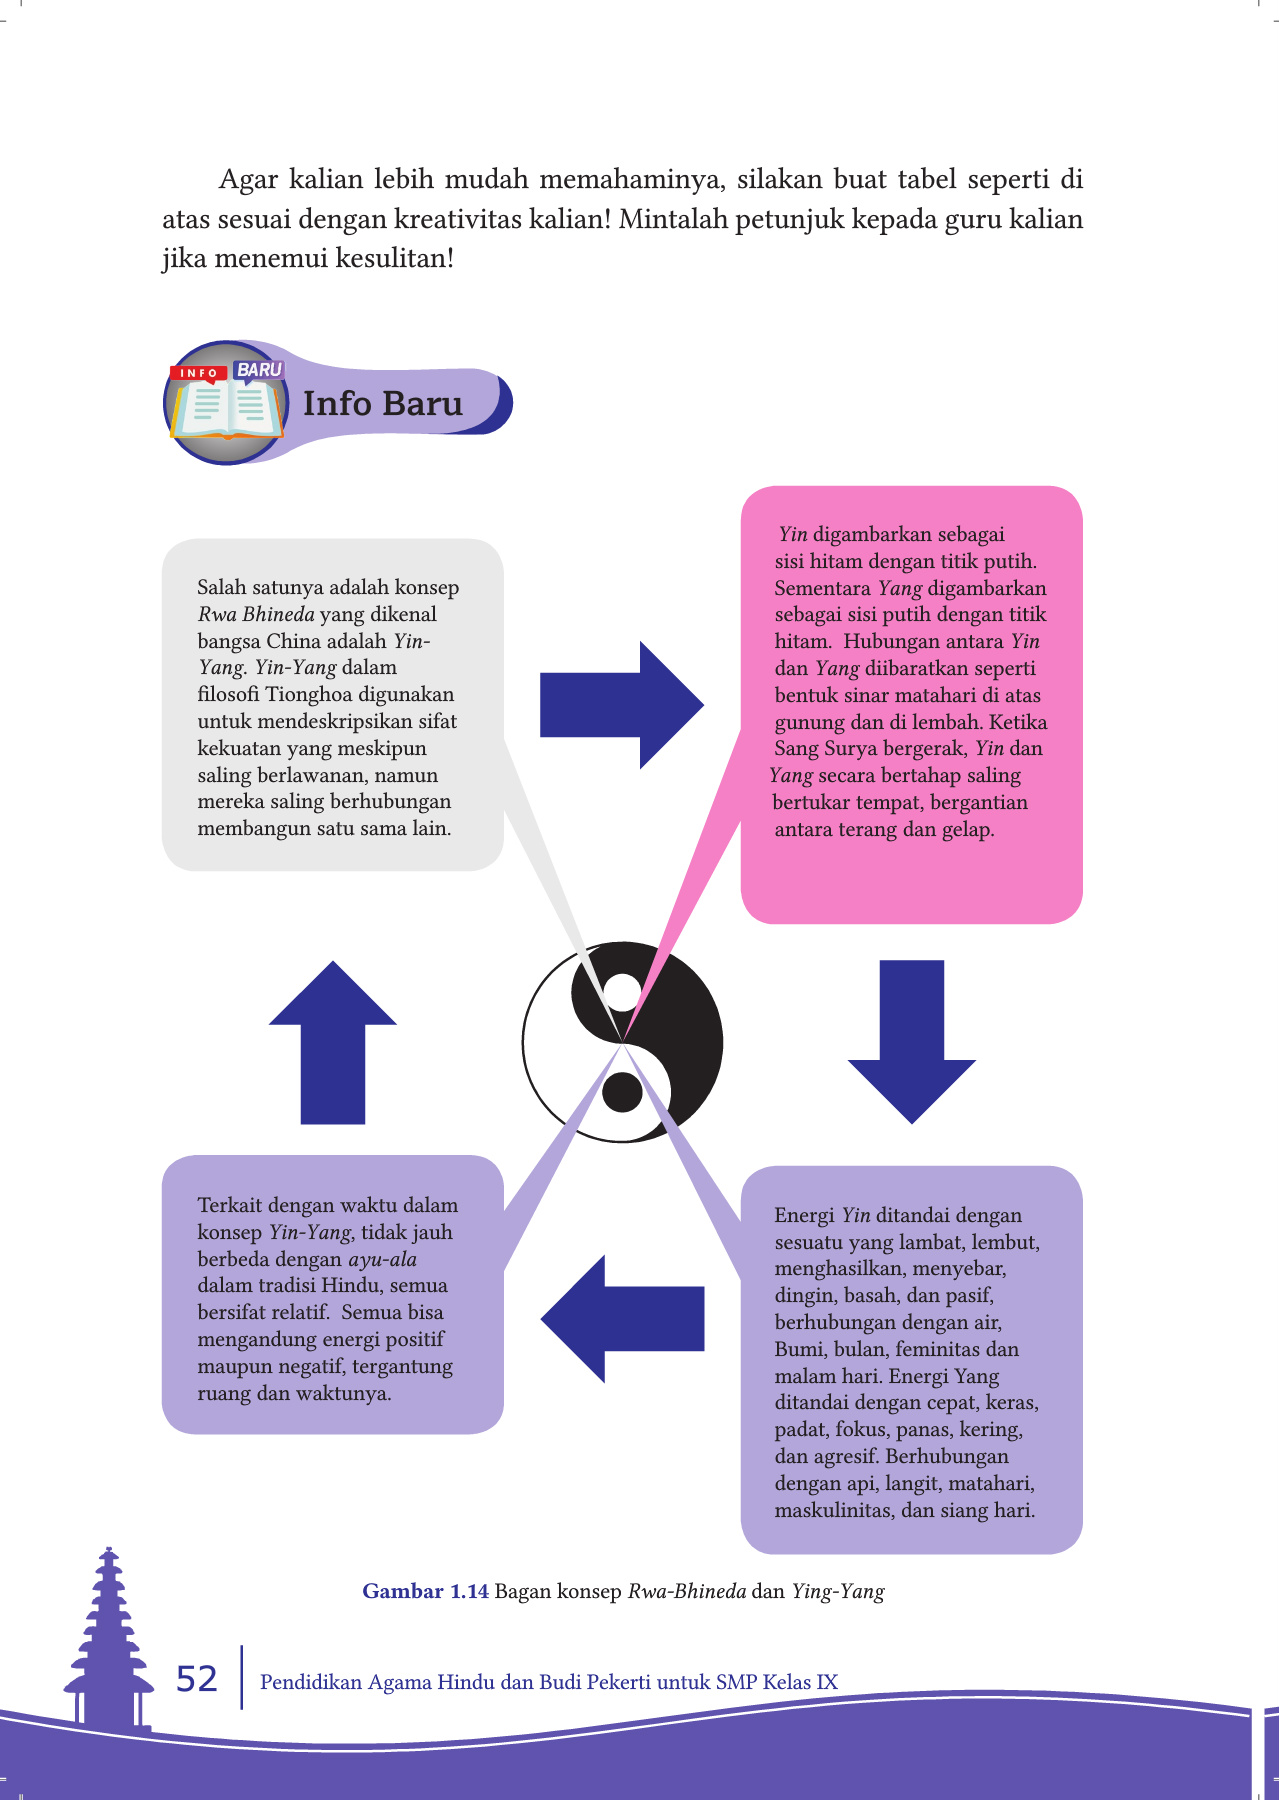 Agar kalian lebih mudah memahaminya, silakan buat tabel seperti di
atas sesuai dengan kreativitas kalian! Mintalah petunjuk kepada guru kalian
jika menemui kesulitan!
INFO BARU
Info Baru
Salah satunya adalah konsep
Rwa Bhineda yang dikenal
bangsa China adalah Yin-
Yang. Yin-Yang dalam
filosofi Tionghoa digunakan
untuk mendeskripsikan sifat
kekuatan yang meskipun
saling berlawanan, namun
mereka saling berhubungan
membangun satu sama lain.
Yin digambarkan sebagai
sisi hitam dengan titik putih.
Sementara Yang digambarkan
sebagai sisi putih dengan titik
hitam. Hubungan antara Yin
dan Yang diibaratkan seperti
bentuk sinar matahari di atas
gunung dan di lembah. Ketika
Sang Surya bergerak, Yin dan
Yang secara bertahap saling
bertukar tempat, bergantian
antara terang dan gelap.
Energi Yin ditandai dengan
sesuatu yang lambat, lembut,
menghasilkan, menyebar,
dingin, basah, dan pasif,
berhubungan dengan air,
Bumi, bulan, feminitas dan
malam hari. Energi Yang
ditandai dengan cepat, keras,
padat, fokus, panas, kering,
dan agresif. Berhubungan
dengan api, langit, matahari,
maskulinitas, dan siang hari.
Terkait dengan waktu dalam
konsep Yin-Yang, tidak jauh
berbeda dengan ayu-ala
dalam tradisi Hindu, semua
bersifat relatif. Semua bisa
mengandung energi positif
maupun negatif, tergantung
ruang dan waktunya.
Gambar 1.14 Bagan konsep Rwa-Bhineda dan Ying-Yang
52
Pendidikan Agama Hindu dan Budi Pekerti untuk SMP Kelas IX